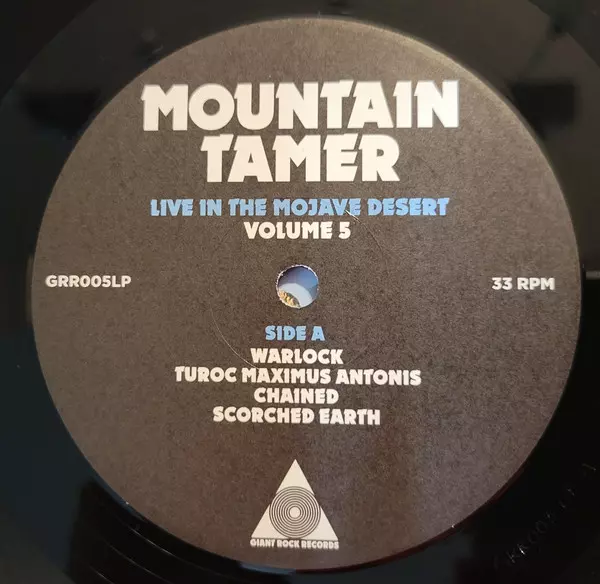 MOUNTAIN
TAMER
LIVE IN THE MOJAVE DESERT
VOLUME 5
GRR005LP
33 RPM
SIDE A
WARLOCK
TUROC MAXIMUS ANTONIS
CHAINED
SCORCHED EARTH
GIANT ROCK RECORDS